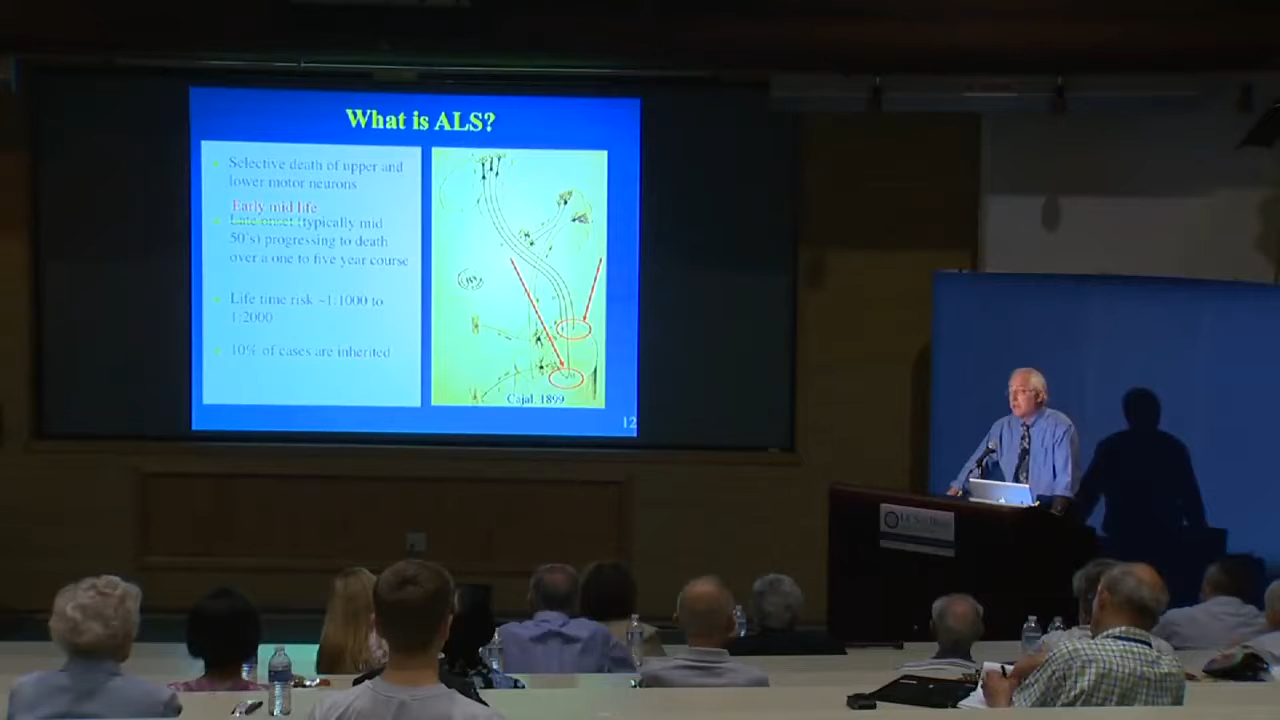 What is ALS?
Selective death of upper and
lower motor neurons
Early mid life
Late onset (typically mid
50's) progressing to death
over a one to five year course
Life time risk ~1:1000 to
1:2000
10% of cases are inherited
Cajal, 1899
12